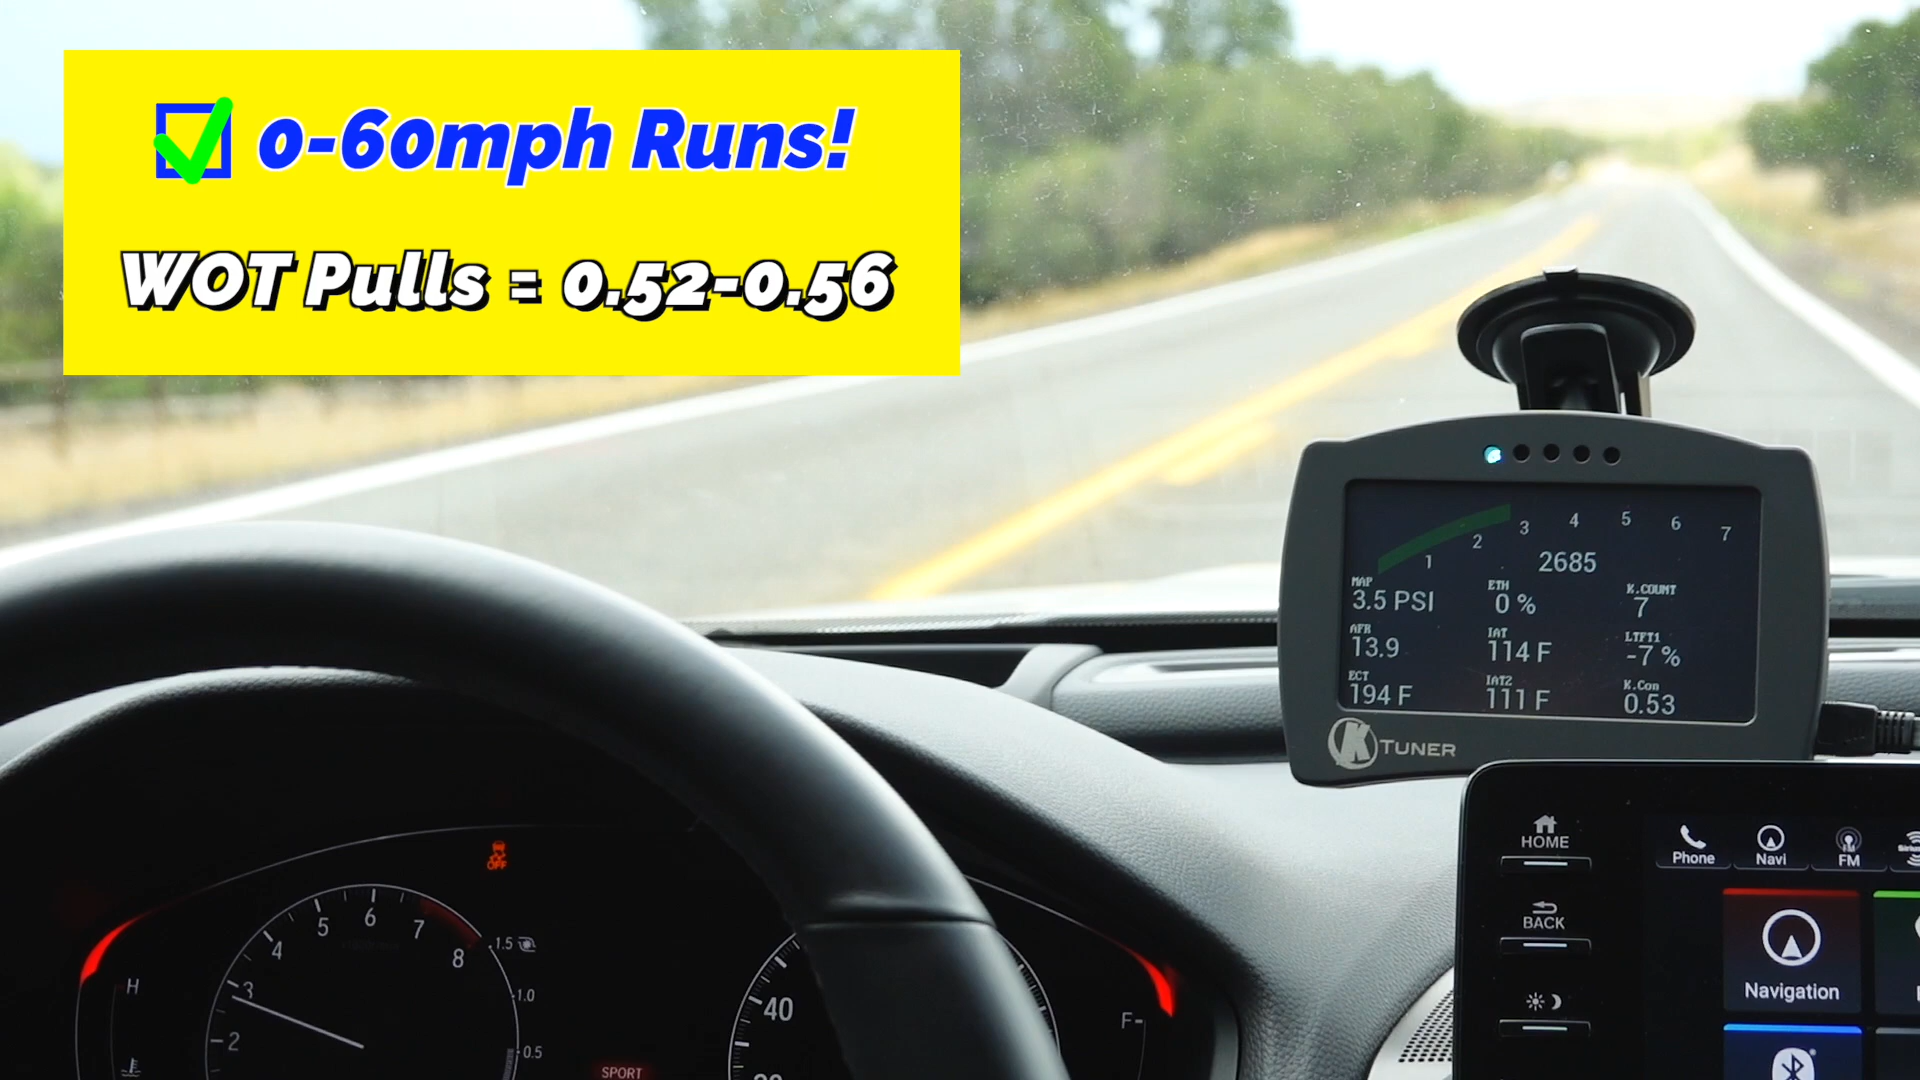 0-60mph Runs!
WOT Pulls = 0.52-0.56
1 2 3 4 5 6 7
2685
MAP ETH K.COUNT
3.5 PSI 0 % 7
AFR IAT LTFT1
13.9 114 F -7 %
ECT IAT2 K.Con
194 F 111 F 0.53
K TUNER
HOME
BACK
Phone Navi FM
Navigation
OFF
2 3 4 5 6 7 8
1.5
1.0
0.5
H
SPORT
40
F